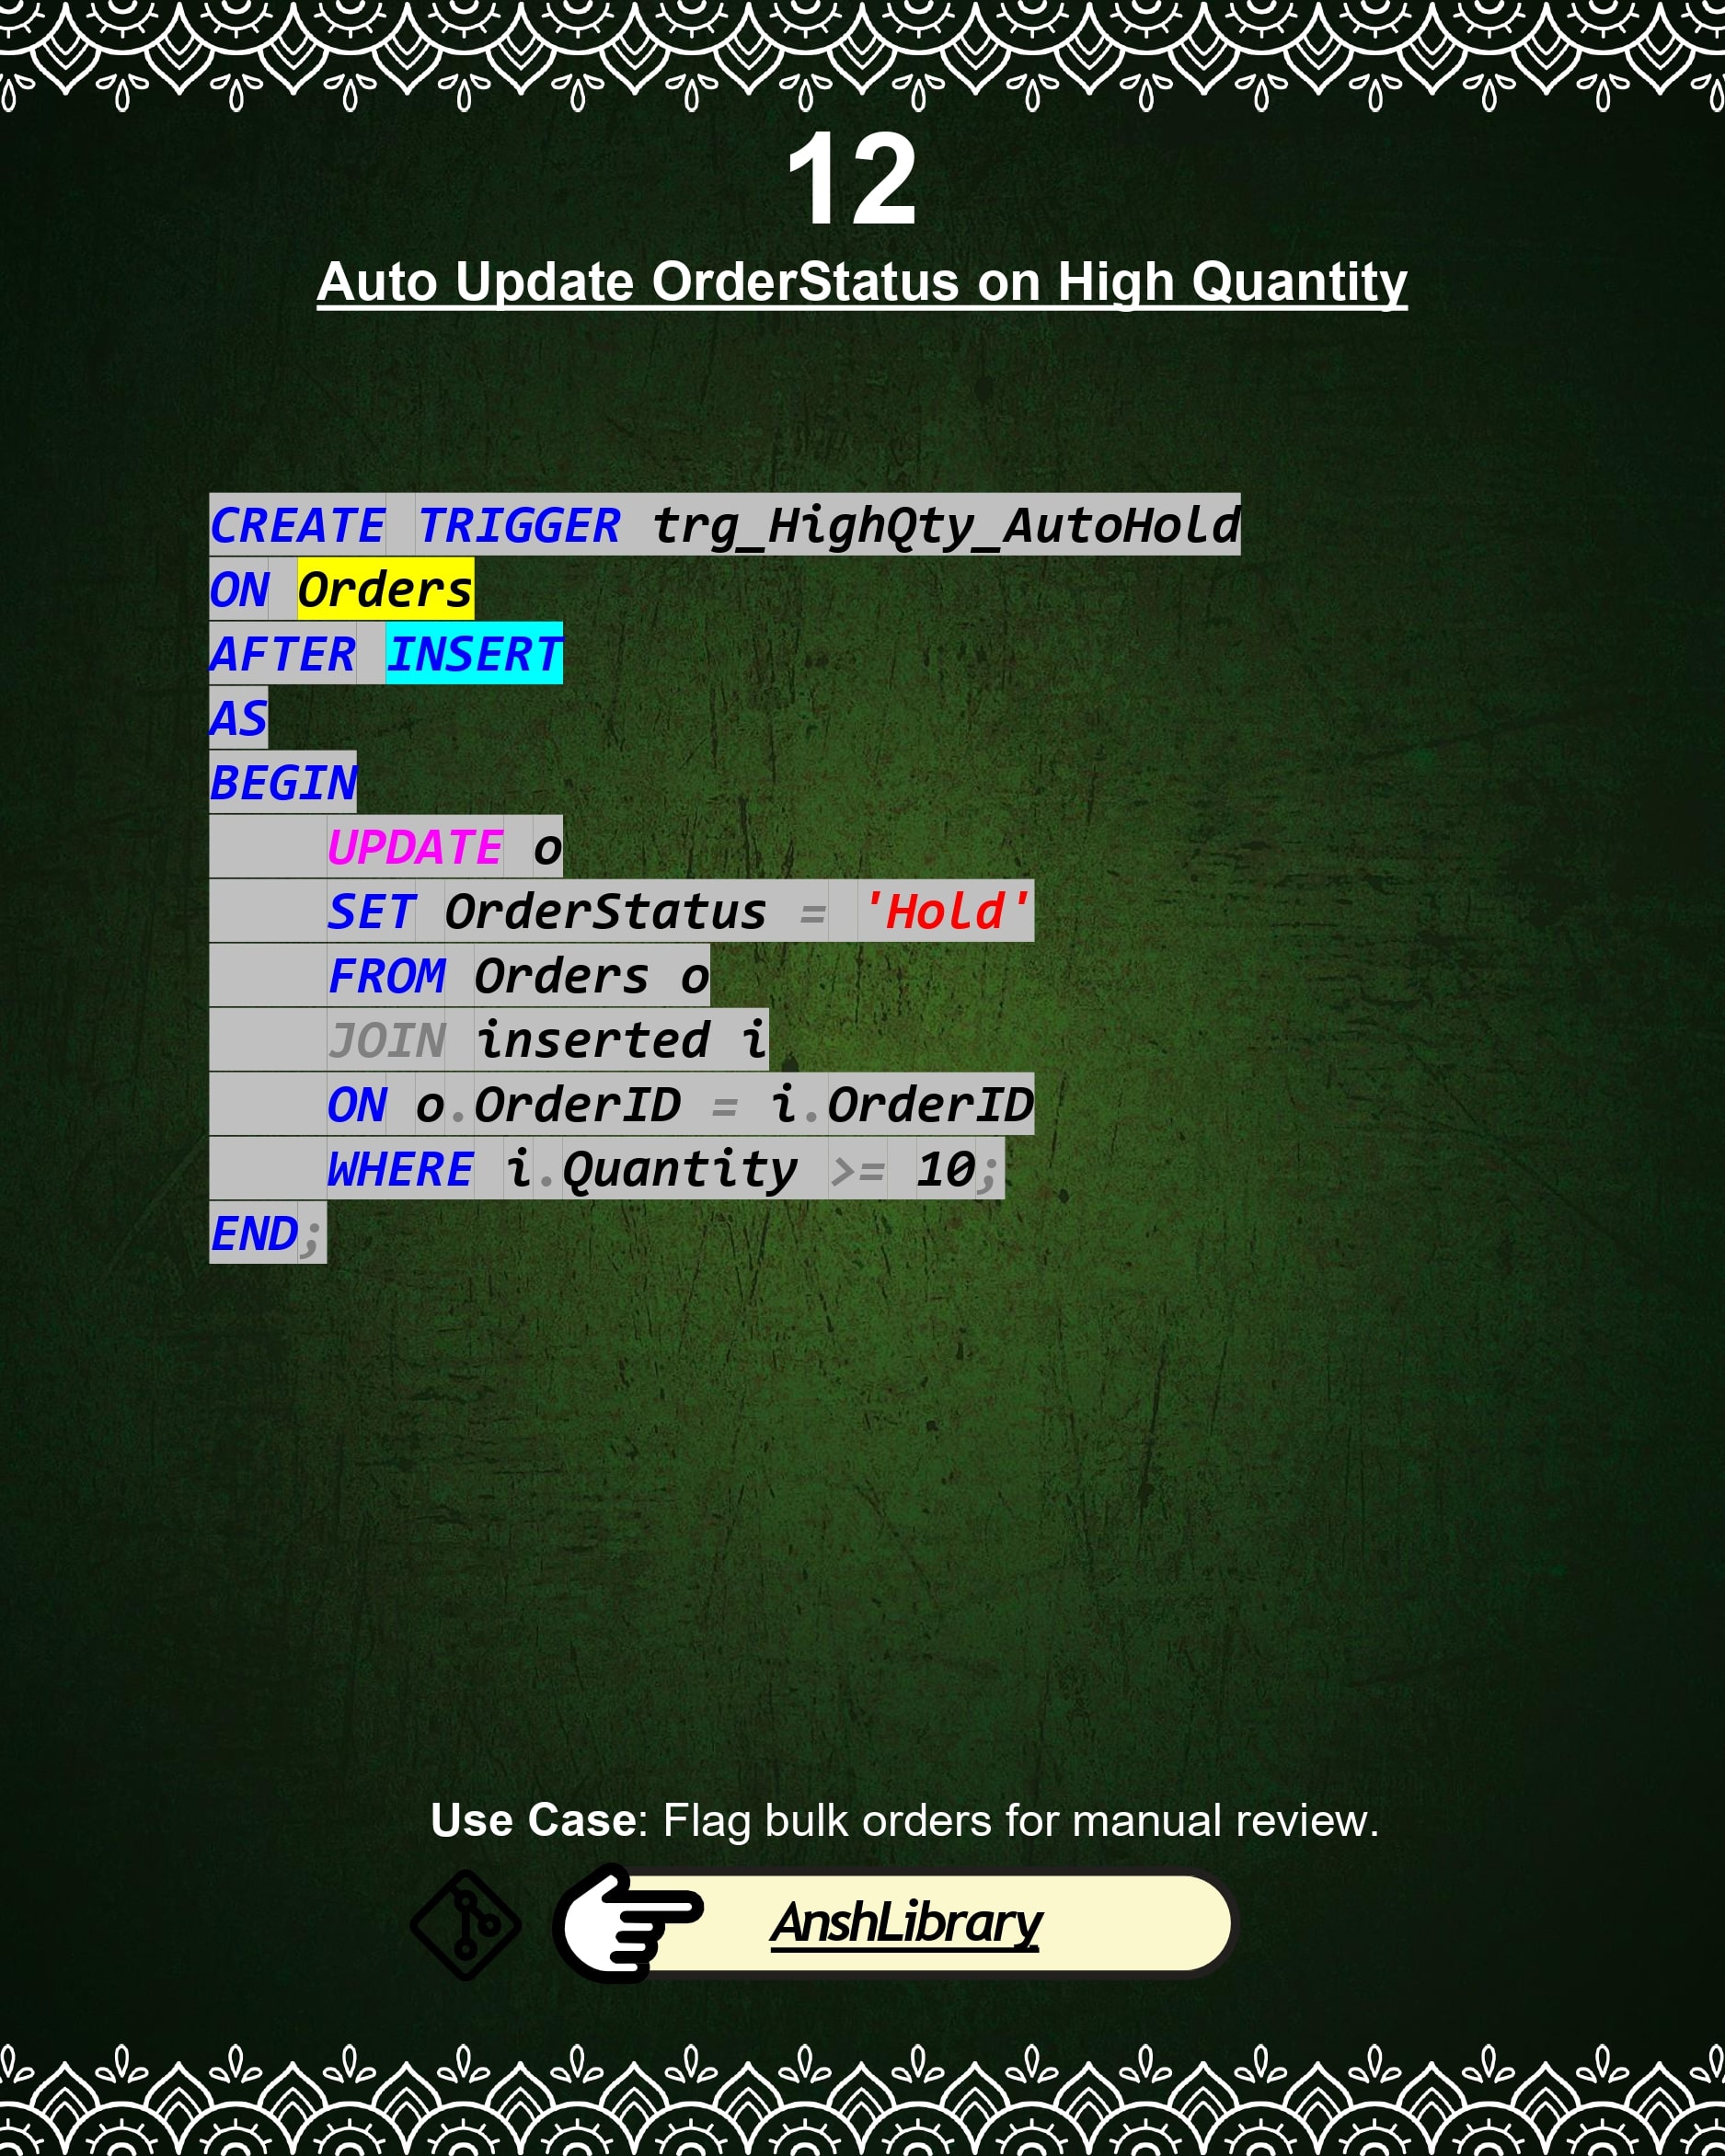 12
Auto Update OrderStatus on High Quantity
CREATE TRIGGER trg_HighQty_AutoHold
ON Orders
AFTER INSERT
AS
BEGIN
    UPDATE o
    SET OrderStatus = 'Hold'
    FROM Orders o
    JOIN inserted i
    ON o.OrderID = i.OrderID
    WHERE i.Quantity >= 10;
END;
Use Case: Flag bulk orders for manual review.
AnshLibrary